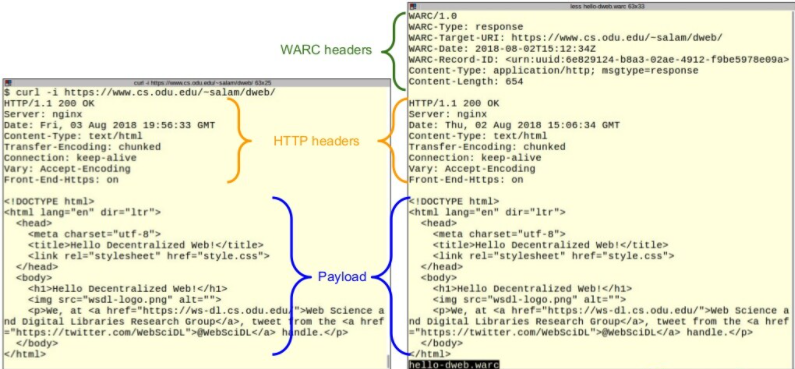 curl -i https://www.cs.odu.edu/~salam/dweb/ 63x25
$ curl -i https://www.cs.odu.edu/~salam/dweb/
HTTP/1.1 200 OK
Server: nginx
Date: Fri, 03 Aug 2018 19:56:33 GMT
Content-Type: text/html
Transfer-Encoding: chunked
Connection: keep-alive
Vary: Accept-Encoding
Front-End-Https: on
<!DOCTYPE html>
<html lang="en" dir="ltr">
<head>
<meta charset="utf-8">
<title>Hello Decentralized Web!</title>
<link rel="stylesheet" href="style.css">
</head>
<body>
<h1>Hello Decentralized Web!</h1>
<img src="wsdl-logo.png" alt="">
<p>We, at <a href="https://ws-dl.cs.odu.edu/">Web Science a
nd Digital Libraries Research Group</a>, tweet from the <a href
="https://twitter.com/WebSciDL">@WebSciDL</a> handle.</p>
</body>
</html>
WARC headers
HTTP headers
Payload
less hello-dweb.warc 63x33
WARC/1.0
WARC-Type: response
WARC-Target-URI: https://www.cs.odu.edu/~salam/dweb/
WARC-Date: 2018-08-02T15:12:34Z
WARC-Record-ID: <urn:uuid:6e829124-b8a3-02ae-4912-f9be5978e09a>
Content-Type: application/http; msgtype=response
Content-Length: 654
HTTP/1.1 200 OK
Server: nginx
Date: Thu, 02 Aug 2018 15:06:34 GMT
Content-Type: text/html
Transfer-Encoding: chunked
Connection: keep-alive
Vary: Accept-Encoding
Front-End-Https: on
<!DOCTYPE html>
<html lang="en" dir="ltr">
<head>
<meta charset="utf-8">
<title>Hello Decentralized Web!</title>
<link rel="stylesheet" href="style.css">
</head>
<body>
<h1>Hello Decentralized Web!</h1>
<img src="wsdl-logo.png" alt="">
<p>We, at <a href="https://ws-dl.cs.odu.edu/">Web Science a
nd Digital Libraries Research Group</a>, tweet from the <a href
="https://twitter.com/WebSciDL">@WebSciDL</a> handle.</p>
</body>
</html>
hello-dweb.warc